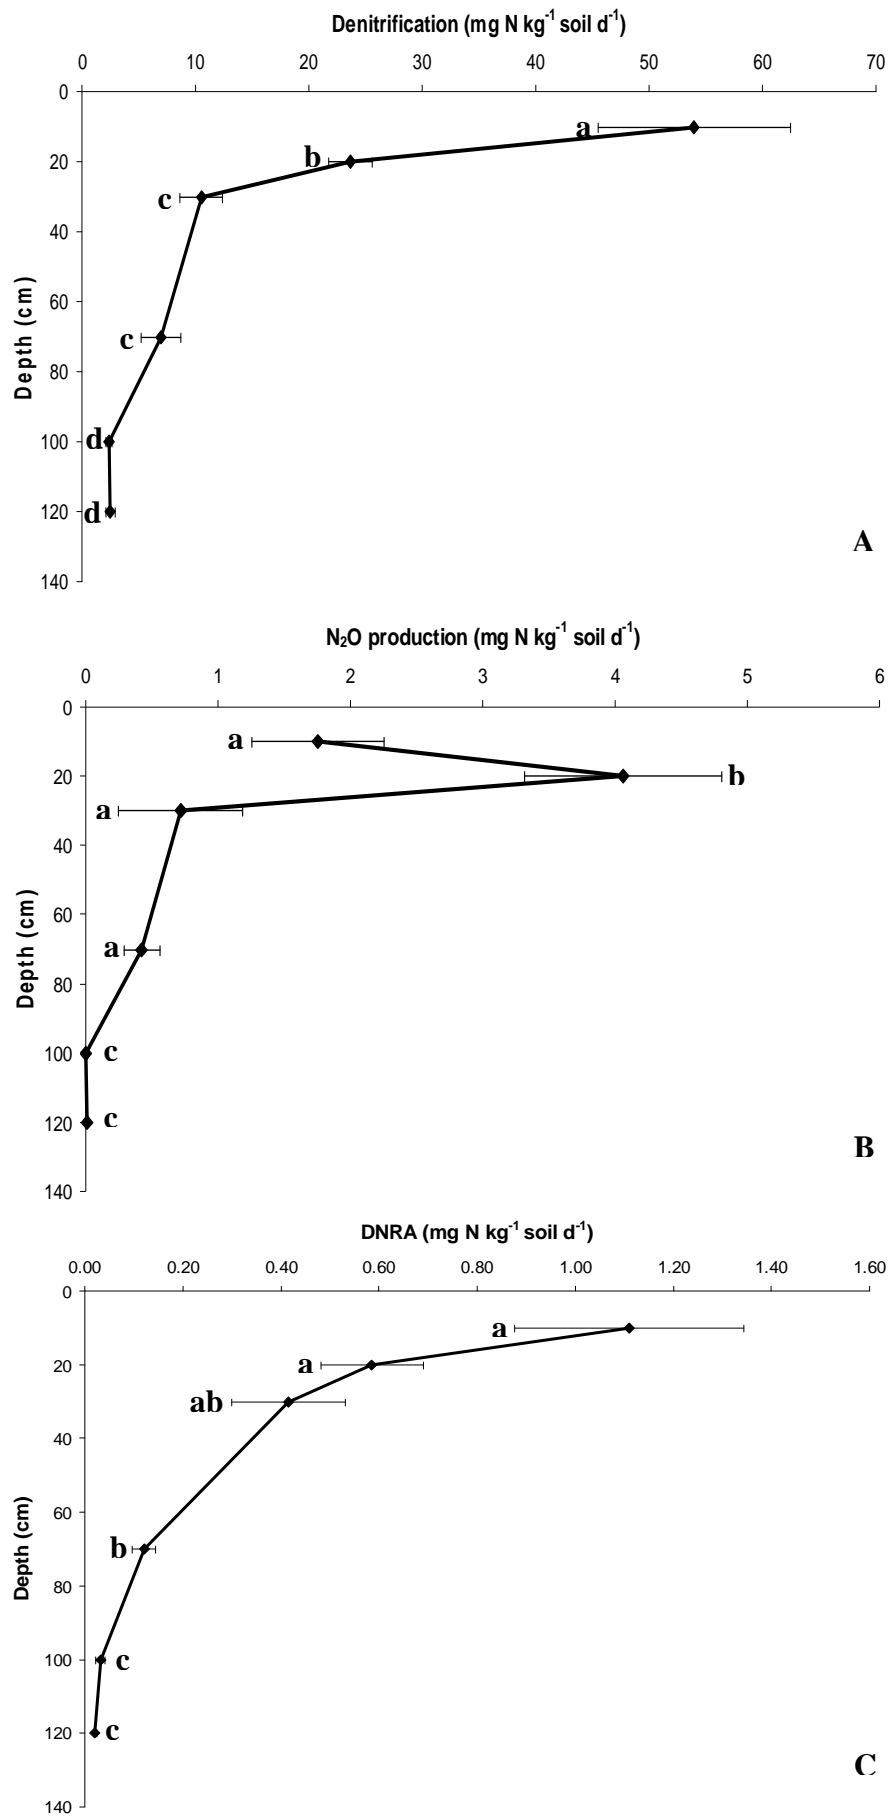 Denitrification (mg N kg⁻¹ soil d⁻¹)
0 10 20 30 40 50 60 70
0
a
20
b
c
40
60
c
80
100
d
120
d
140
Depth (cm)
A
N₂O production (mg N kg⁻¹ soil d⁻¹)
0 1 2 3 4 5 6
0
a
20
b
a
40
60
a
80
100
c
120
c
140
Depth (cm)
B
DNRA (mg N kg⁻¹ soil d⁻¹)
0.00 0.20 0.40 0.60 0.80 1.00 1.20 1.40 1.60
0
a
20
a
ab
40
60
b
80
100
c
120
c
140
Depth (cm)
C